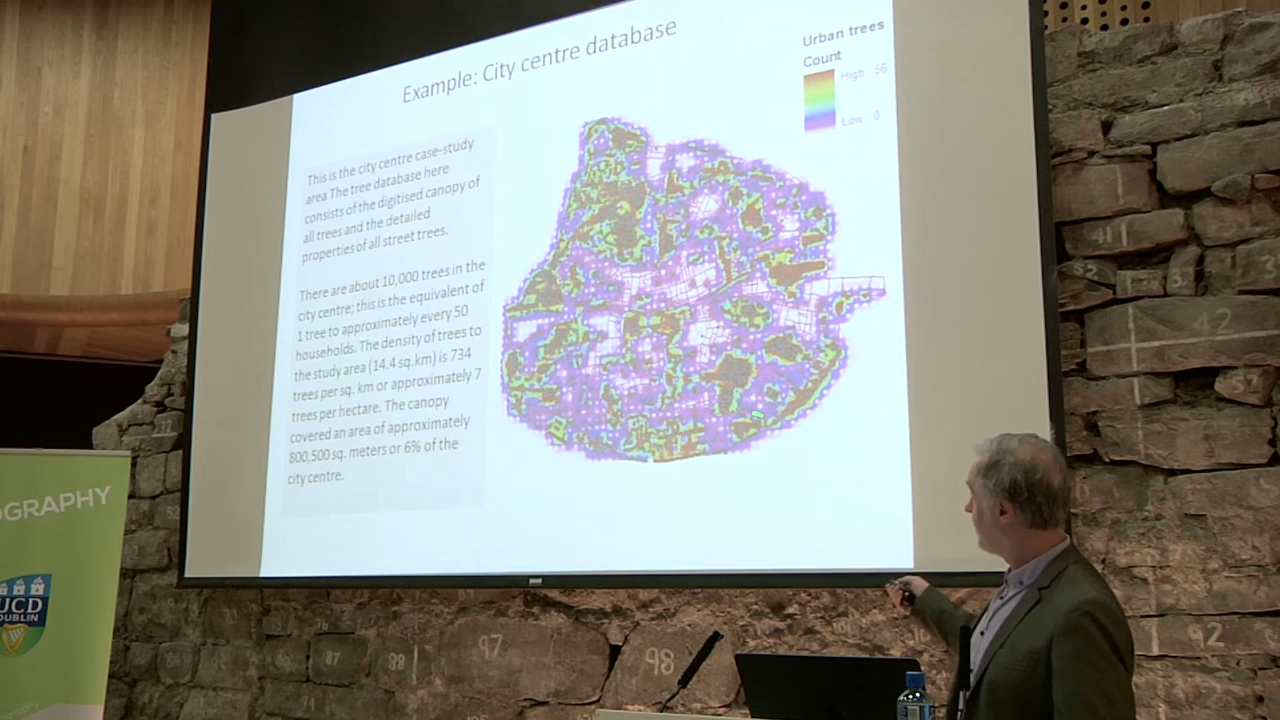 Example: City centre database
Urban trees
Count
High : 56
Low : 0
This is the city centre case-study
area The tree database here
consists of the digitised canopy of
all trees and the detailed
properties of all street trees.
There are about 10,000 trees in the
city centre; this is the equivalent of
1 tree to approximately every 50
households. The density of trees to
the study area (14.4 sq.km) is 734
trees per sq. km or approximately 7
trees per hectare. The canopy
covered an area of approximately
800,500 sq. meters or 6% of the
city centre.
OGRAPHY
UCD
DUBLIN
41
52
51
42
97
98
87
88
92